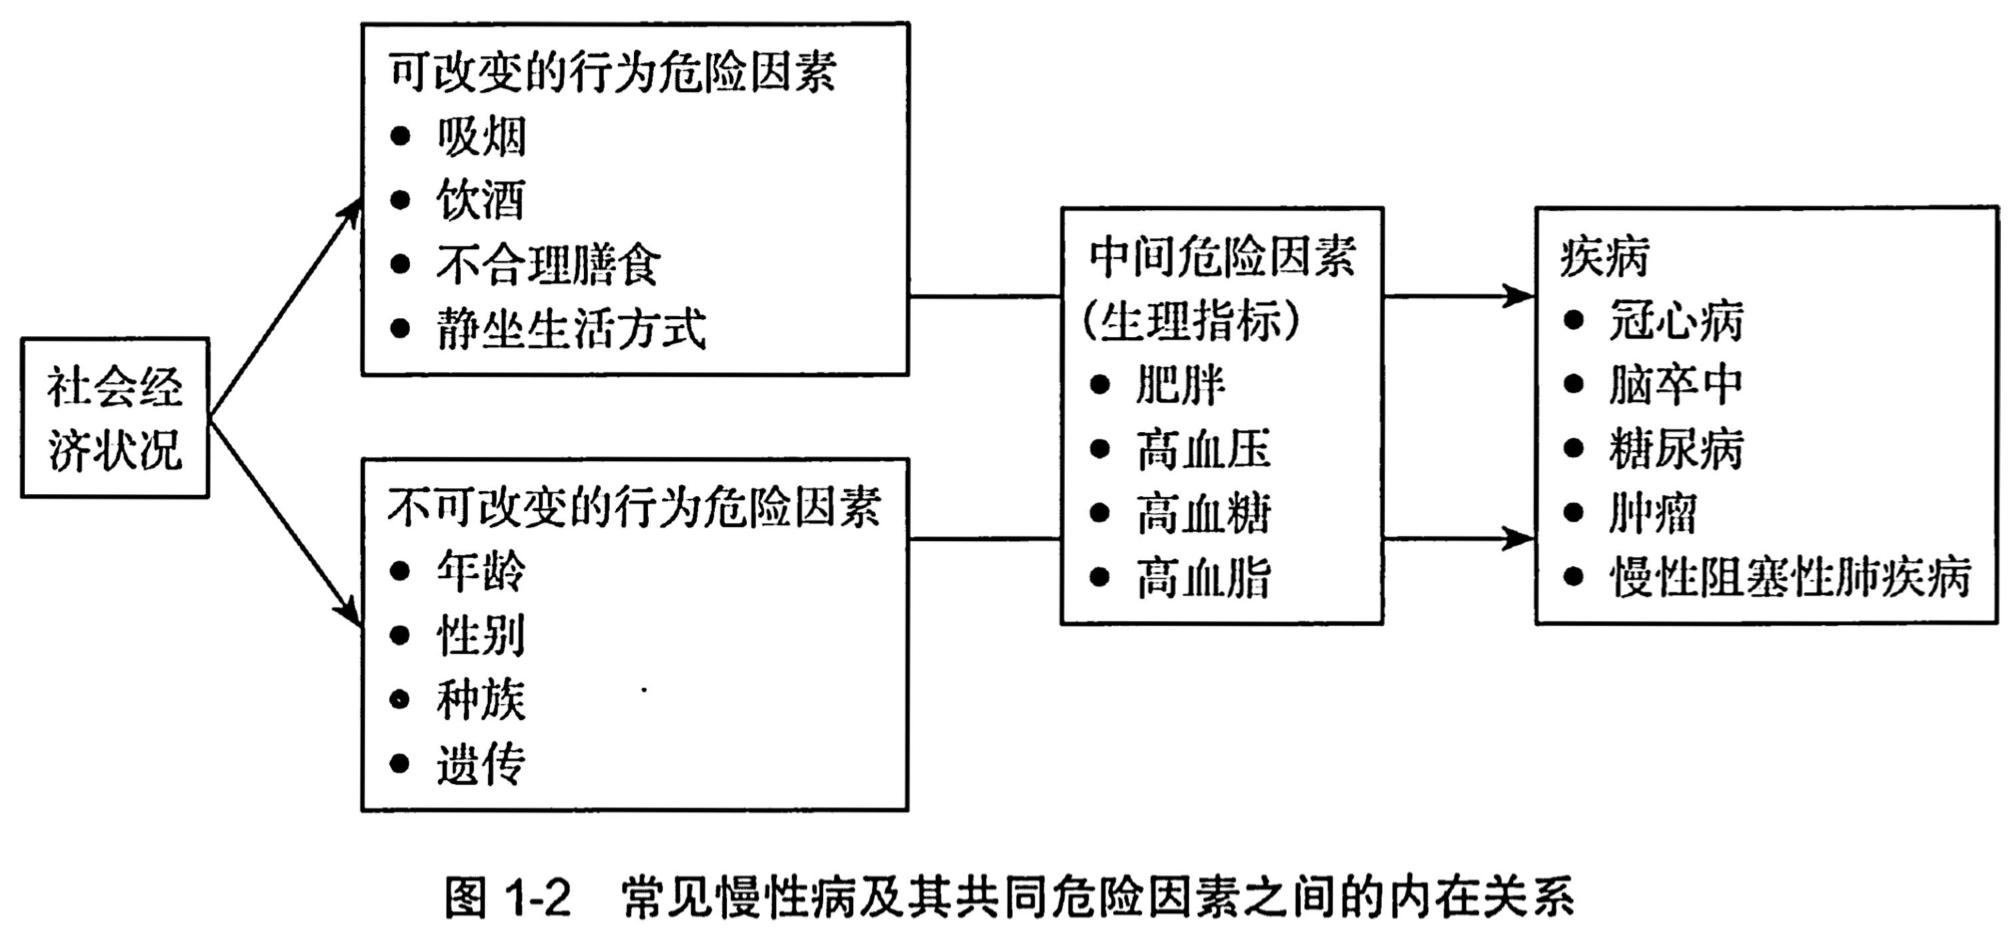 社会经
济状况
可改变的行为危险因素
● 吸烟
● 饮酒
● 不合理膳食
● 静坐生活方式
不可改变的行为危险因素
● 年龄
● 性别
● 种族
● 遗传
中间危险因素
(生理指标)
● 肥胖
● 高血压
● 高血糖
● 高血脂
疾病
● 冠心病
● 脑卒中
● 糖尿病
● 肿瘤
● 慢性阻塞性肺疾病
图 1-2 常见慢性病及其共同危险因素之间的内在关系